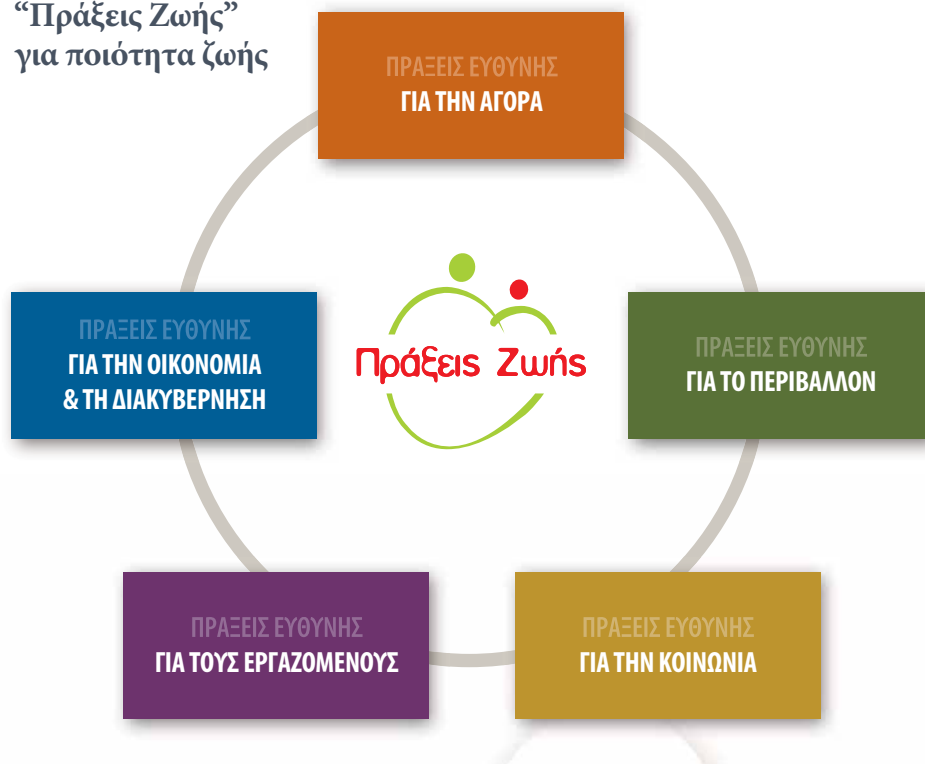 “Πράξεις Ζωής”
για ποιότητα ζωής
ΠΡΑΞΕΙΣ ΕΥΘΥΝΗΣ
ΓΙΑ ΤΗΝ ΑΓΟΡΑ
ΠΡΑΞΕΙΣ ΕΥΘΥΝΗΣ
ΓΙΑ ΤΗΝ ΟΙΚΟΝΟΜΙΑ
& ΤΗ ΔΙΑΚΥΒΕΡΝΗΣΗ
Πράξεις Ζωής
ΠΡΑΞΕΙΣ ΕΥΘΥΝΗΣ
ΓΙΑ ΤΟ ΠΕΡΙΒΑΛΛΟΝ
ΠΡΑΞΕΙΣ ΕΥΘΥΝΗΣ
ΓΙΑ ΤΟΥΣ ΕΡΓΑΖΟΜΕΝΟΥΣ
ΠΡΑΞΕΙΣ ΕΥΘΥΝΗΣ
ΓΙΑ ΤΗΝ ΚΟΙΝΩΝΙΑ